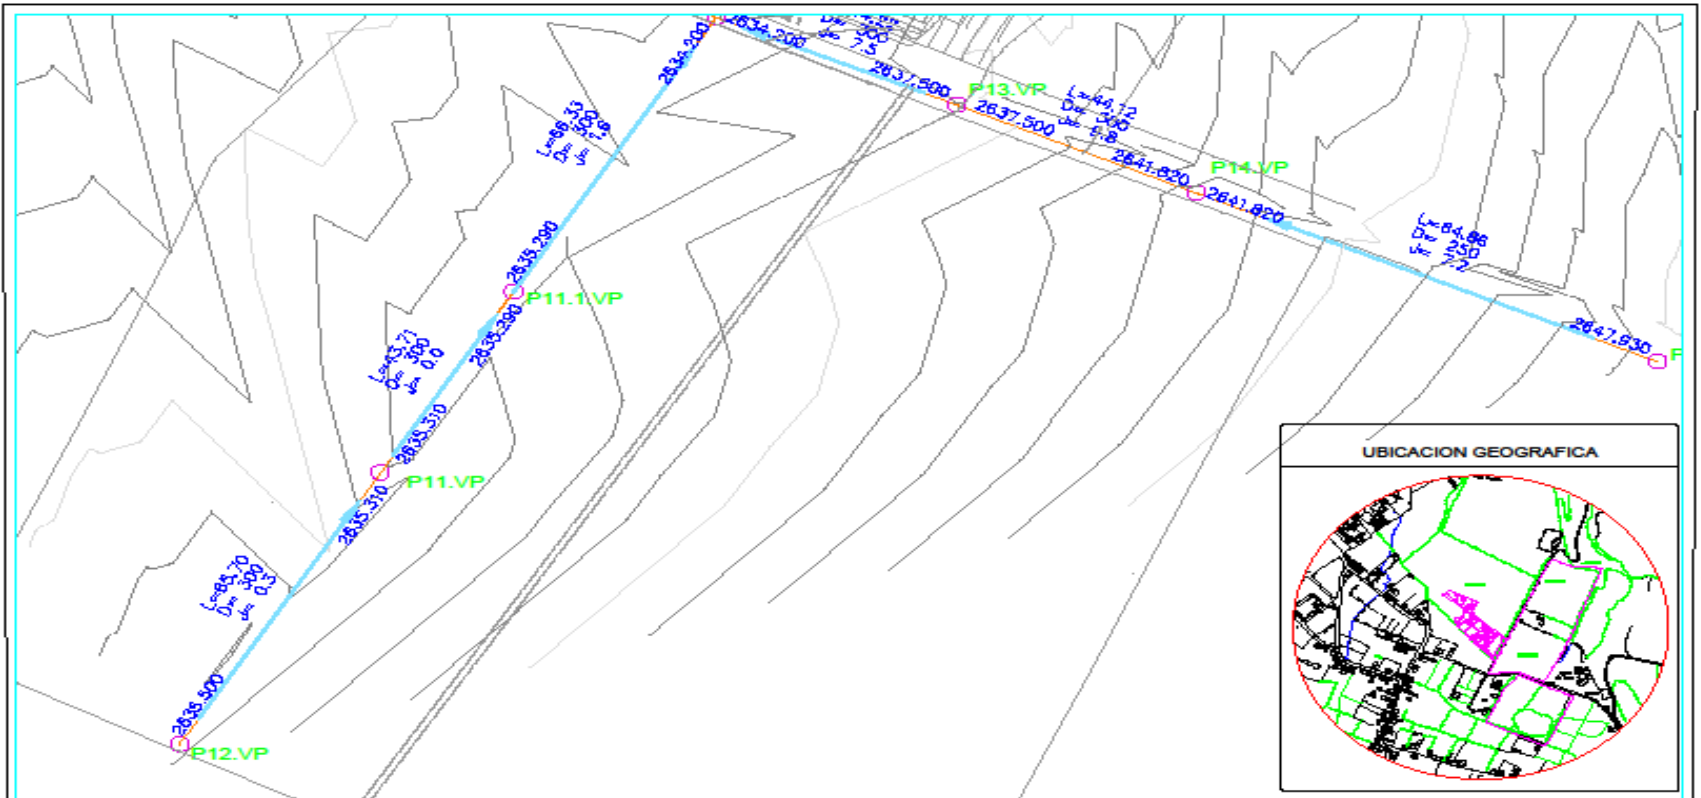 2634.200
2634.200
7.5
2637.500
P13.VP
2637.500
L=44.12
D= 300
2641.820
P14.VP
2641.820
L=84.86
D= 250
J= 7.2
2647.930
P
L=66.33
D= 300
J= 1.6
2635.290
P11.1.VP
2635.290
L=43.71
D= 300
J= 0.0
2635.310
P11.VP
2635.310
L=65.70
D= 300
J= 0.3
2635.500
P12.VP
UBICACION GEOGRAFICA